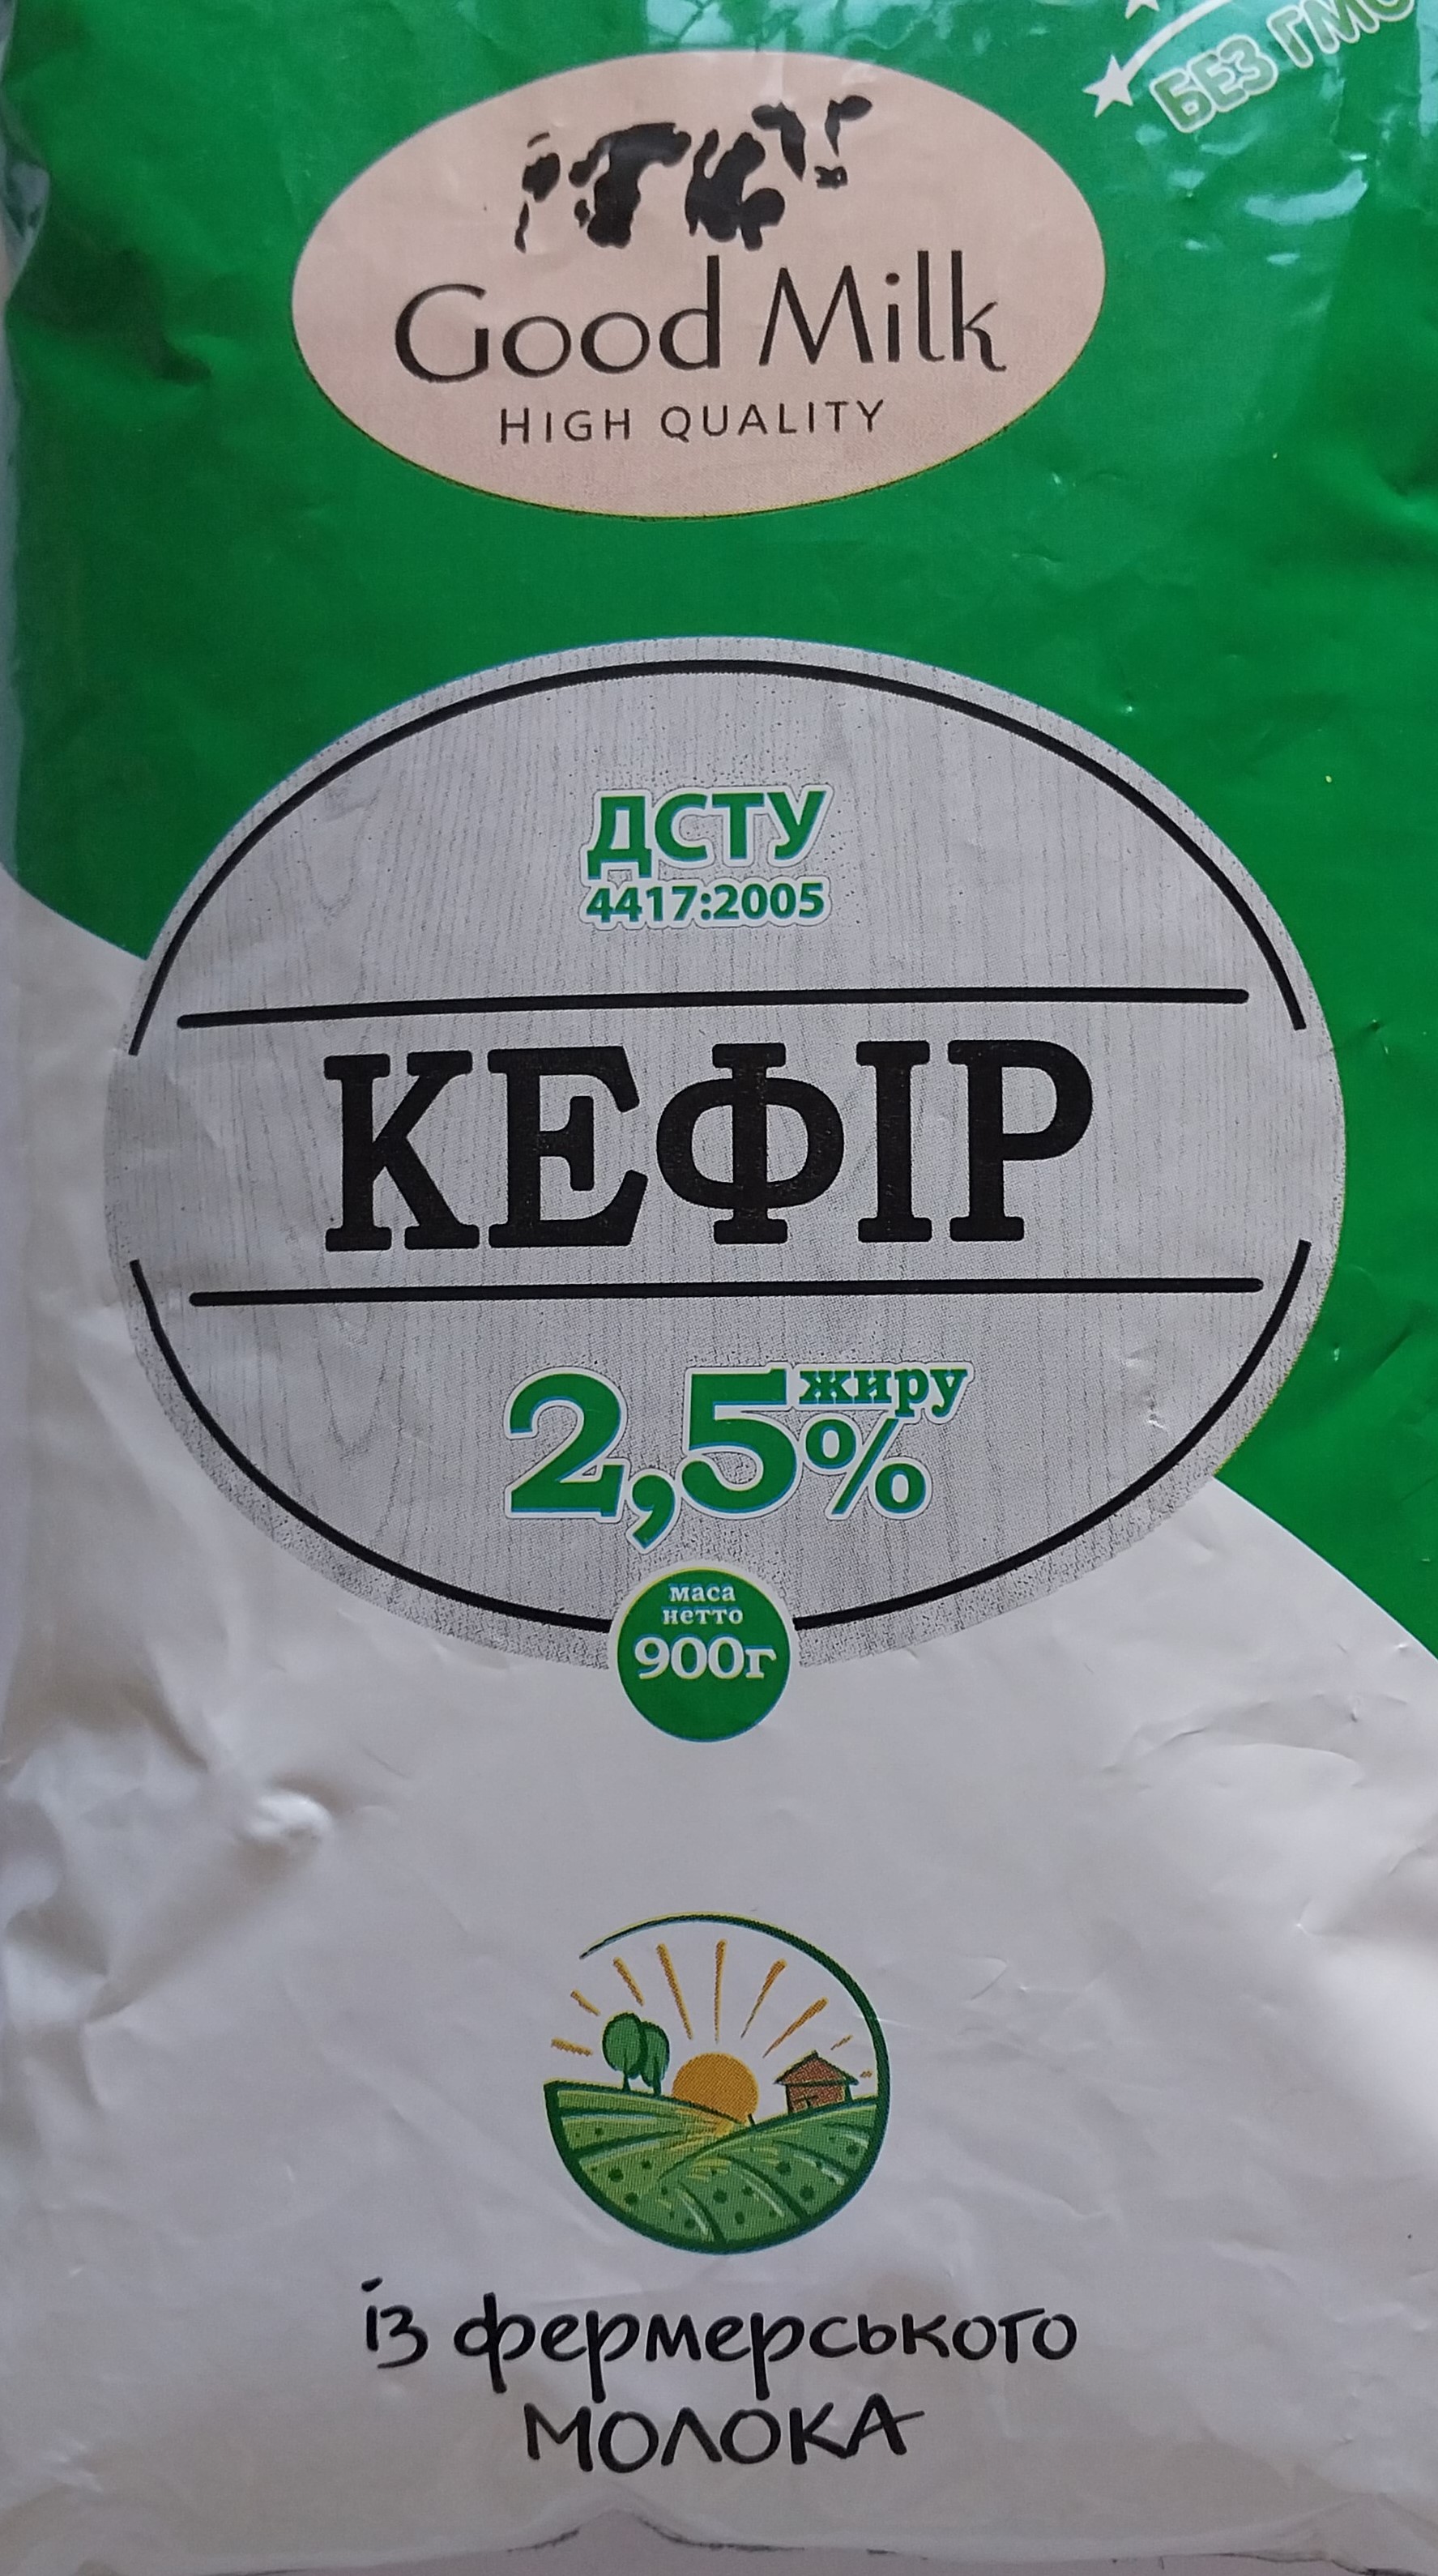 БЕЗ ГМО
Good Milk
HIGH QUALITY
ДСТУ
4417:2005
КЕФІР
2,5% жиру
маса
нетто
900г
із фермерського
МОЛОКА